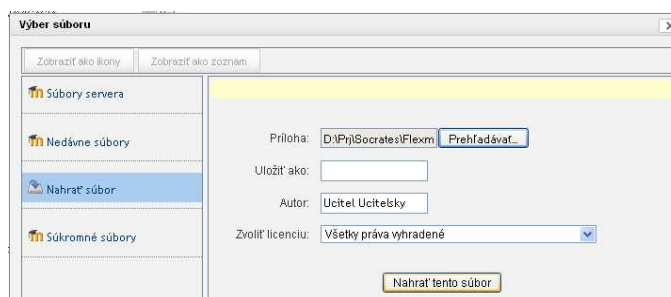 Výber súboru
Zobraziť ako ikony
Zobraziť ako zoznam
Súbory servera
Nedávne súbory
Nahrať súbor
Súkromné súbory
Príloha: D:\Prj\Socrates\Flexm Prehľadávať...
Uložiť ako:
Autor: Ucitel Ucitelsky
Zvoliť licenciu: Všetky práva vyhradené
Nahrať tento súbor